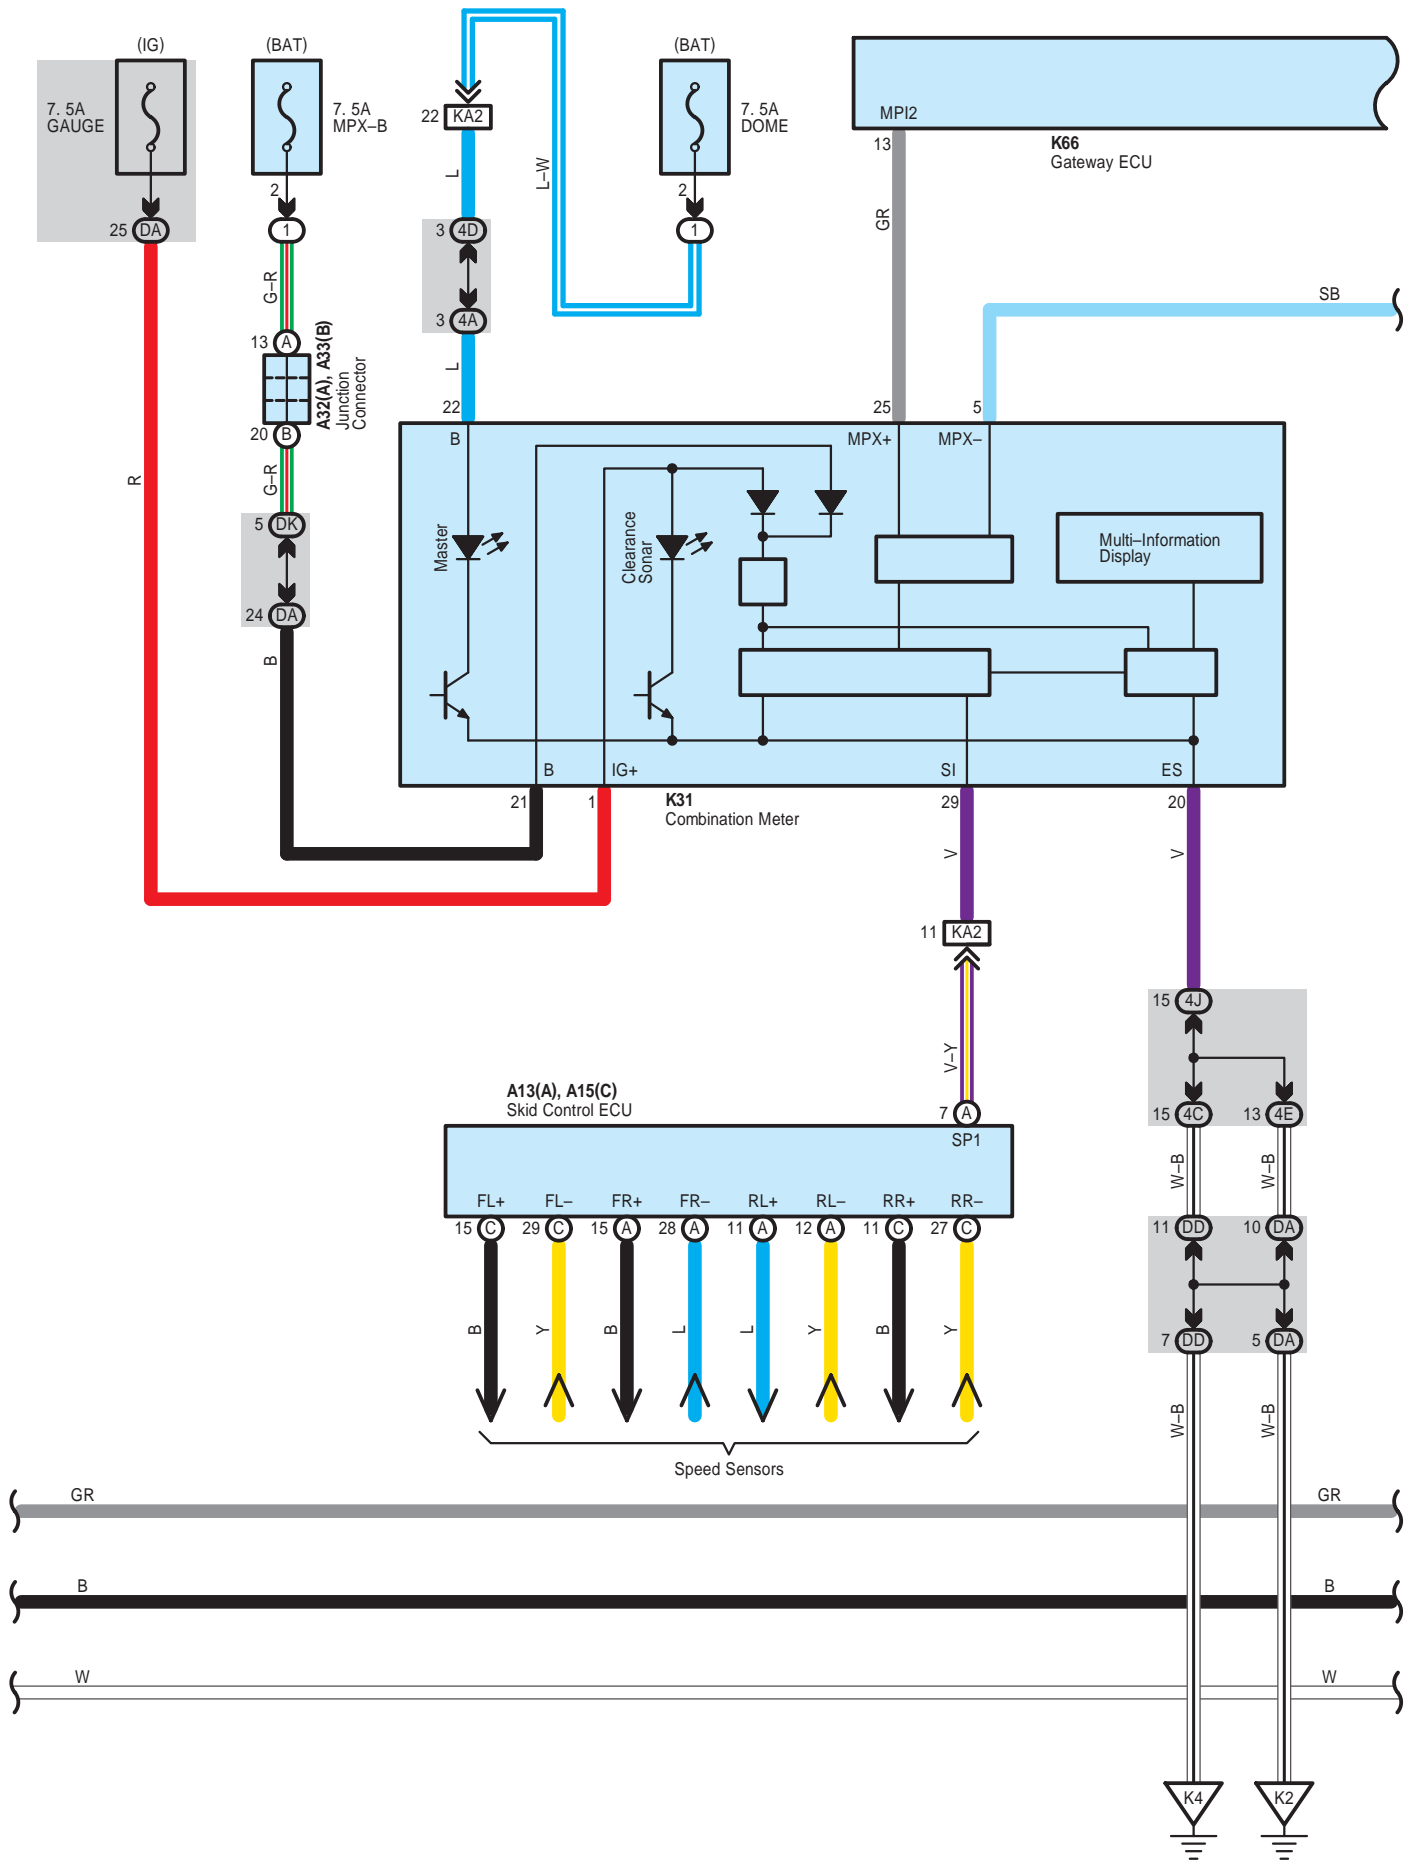 (IG)
(BAT)
(BAT)
7. 5A
GAUGE
7. 5A
MPX–B
22
KA2
7. 5A
DOME
MPI2
13
K66
Gateway ECU
L
L–W
2
2
GR
25
DA
1
3
4D
1
G–R
SB
3
4A
13
A
A32(A), A33(B)
Junction
Connector
L
22
25
5
20
B
B
MPX+
MPX–
R
G–R
5
DK
Master
Clearance
Sonar
Multi–Information
Display
24
DA
B
B
IG+
SI
ES
21
1
K31
Combination Meter
29
20
V
V
11
KA2
15
4J
V–Y
A13(A), A15(C)
Skid Control ECU
7
A
15
4C
13
4E
SP1
W–B
W–B
FL+
FL–
FR+
FR–
RL+
RL–
RR+
RR–
15
C
29
C
15
A
28
A
11
A
12
A
11
C
27
C
11
DD
10
DA
B
Y
B
L
L
Y
B
Y
7
DD
5
DA
W–B
W–B
Speed Sensors
GR
GR
B
B
W
W
K4
K2